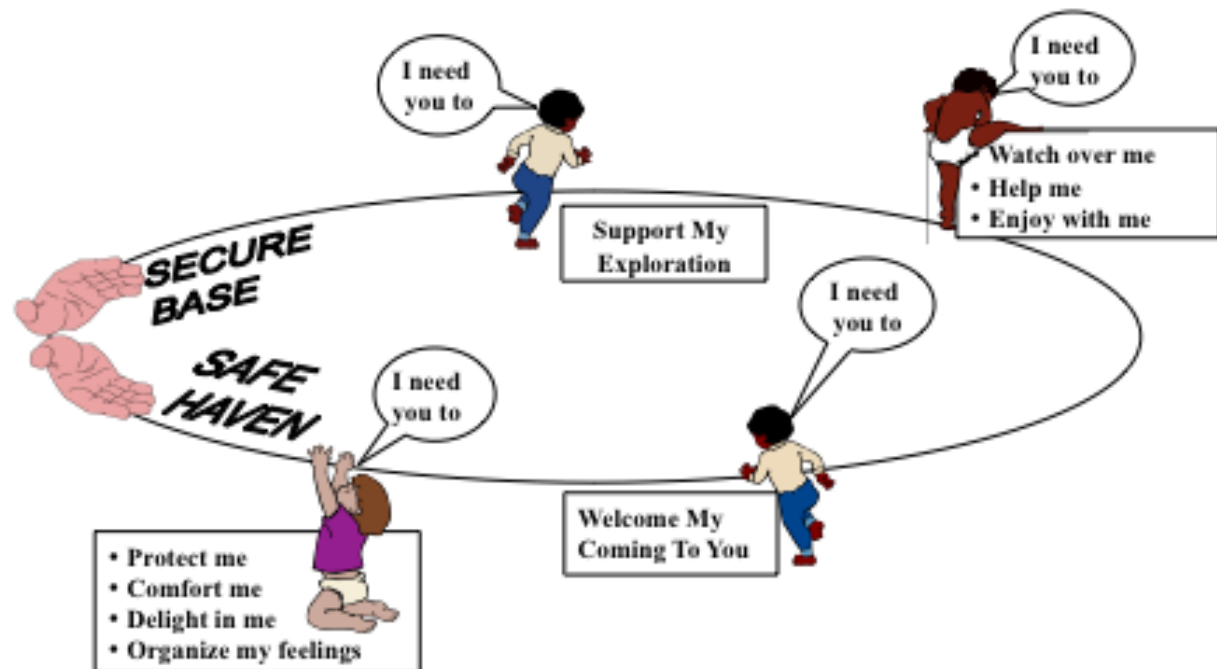 I need
you to
I need
you to
• Watch over me
• Help me
• Enjoy with me
Support My
Exploration
SECURE
BASE
I need
you to
SAFE
HAVEN
I need
you to
Welcome My
Coming To You
• Protect me
• Comfort me
• Delight in me
• Organize my feelings